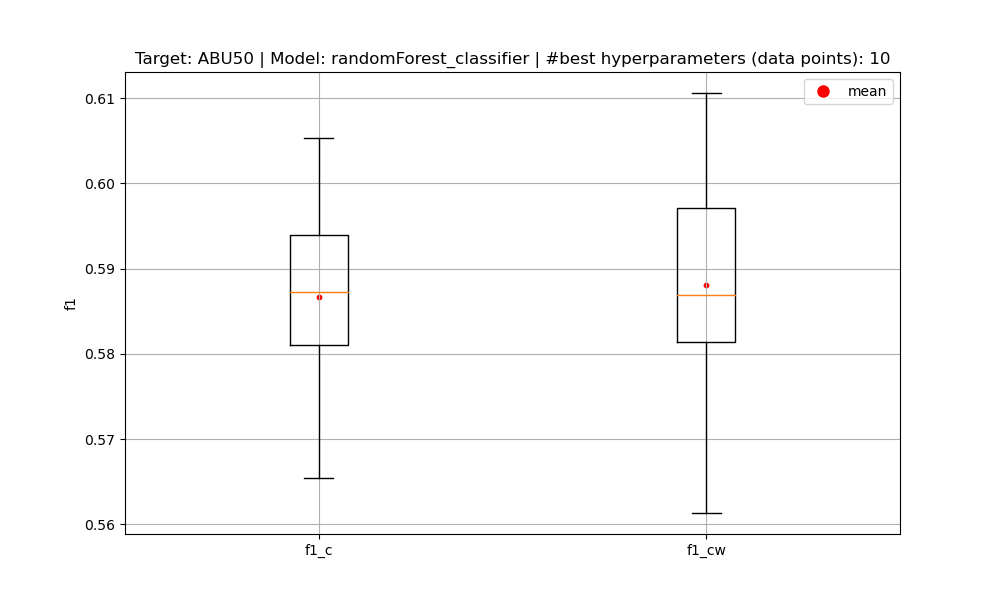 Target: ABU50 | Model: randomForest_classifier | #best hyperparameters (data points): 10
mean
0.61
0.60
0.59
0.58
0.57
0.56
f1
f1_c
f1_cw